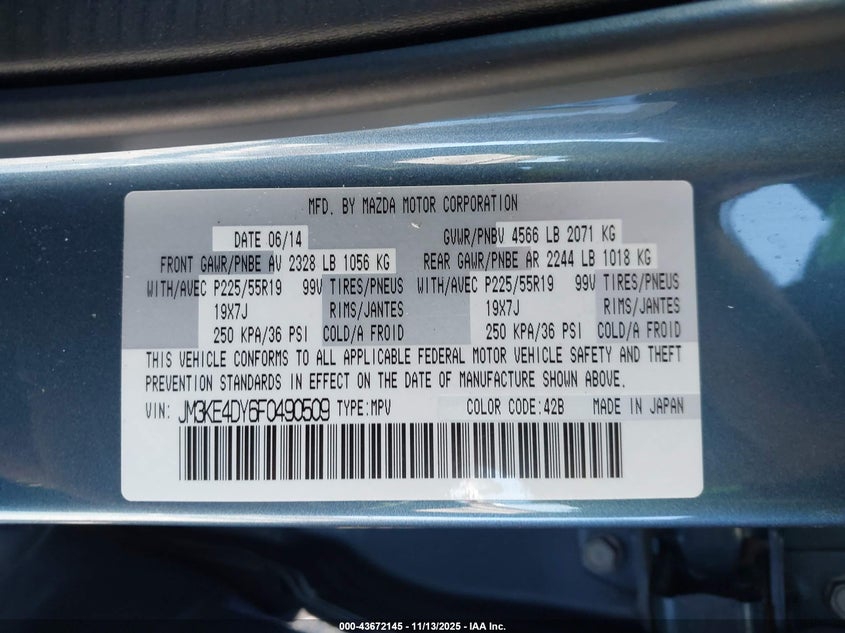 MFD. BY MAZDA MOTOR CORPORATION
DATE 06/14 GVWR/PNBV 4566 LB 2071 KG
FRONT GAWR/PNBE AV 2328 LB 1056 KG REAR GAWR/PNBE AR 2244 LB 1018 KG
WITH/AVEC P225/55R19 99V TIRES/PNEUS WITH/AVEC P225/55R19 99V TIRES/PNEUS
19X7J RIMS/JANTES 19X7J RIMS/JANTES
250 KPA/36 PSI COLD/A FROID 250 KPA/36 PSI COLD/A FROID
THIS VEHICLE CONFORMS TO ALL APPLICABLE FEDERAL MOTOR VEHICLE SAFETY AND THEFT
PREVENTION STANDARDS IN EFFECT ON THE DATE OF MANUFACTURE SHOWN ABOVE.
VIN: JM3KE4DY6F0490509 TYPE:MPV COLOR CODE:42B MADE IN JAPAN
000-43672145 - 11/13/2025 - IAA Inc.